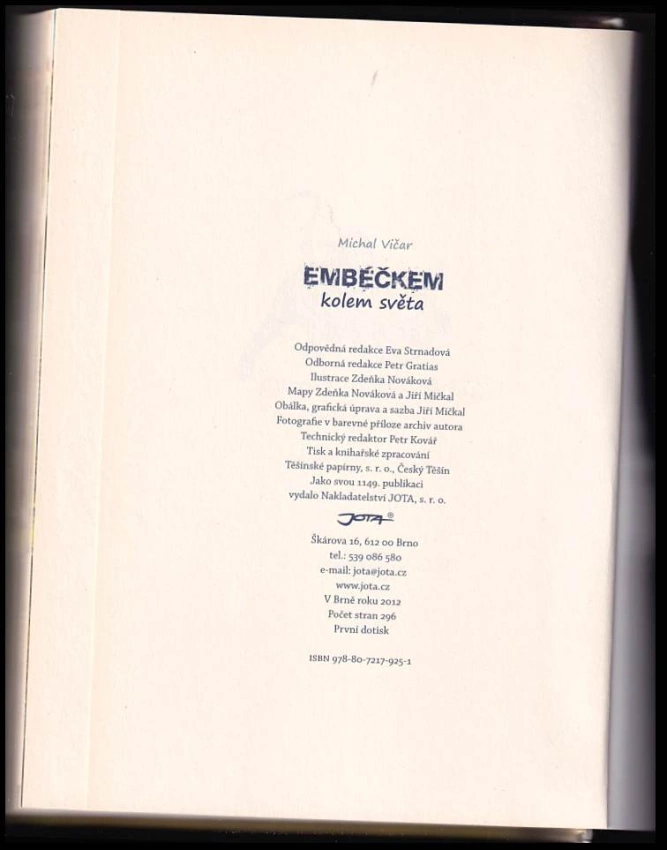 Michal Vičar
EMBÉČKEM
kolem světa
Odpovědná redakce Eva Strnadová
Odborná redakce Petr Gratias
Ilustrace Zdeňka Nováková
Mapy Zdeňka Nováková a Jiří Mičkal
Obálka, grafická úprava a sazba Jiří Mičkal
Fotografie v barevné příloze archiv autora
Technický redaktor Petr Kovář
Tisk a knihařské zpracování
Těšínské papírny, s. r. o., Český Těšín
Jako svou 1149. publikaci
vydalo Nakladatelství JOTA, s. r. o.
JOTA®
Škárova 16, 612 00 Brno
tel.: 539 086 580
e-mail: jota@jota.cz
www.jota.cz
V Brně roku 2012
Počet stran 296
První dotisk
ISBN 978-80-7217-925-1